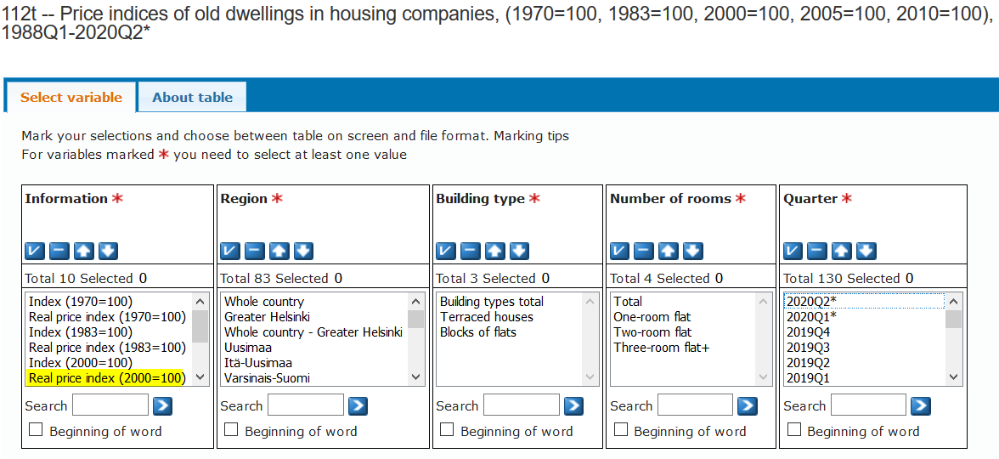 112t -- Price indices of old dwellings in housing companies, (1970=100, 1983=100, 2000=100, 2005=100, 2010=100),
1988Q1-2020Q2*
Select variable
About table
Mark your selections and choose between table on screen and file format. Marking tips
For variables marked * you need to select at least one value
Information *
Total 10 Selected 0
Index (1970=100)
Real price index (1970=100)
Index (1983=100)
Real price index (1983=100)
Index (2000=100)
Real price index (2000=100)
Search
Beginning of word
Region *
Total 83 Selected 0
Whole country
Greater Helsinki
Whole country - Greater Helsinki
Uusimaa
Itä-Uusimaa
Varsinais-Suomi
Search
Beginning of word
Building type *
Total 3 Selected 0
Building types total
Terraced houses
Blocks of flats
Search
Beginning of word
Number of rooms *
Total 4 Selected 0
Total
One-room flat
Two-room flat
Three-room flat+
Search
Beginning of word
Quarter *
Total 130 Selected 0
2020Q2*
2020Q1*
2019Q4
2019Q3
2019Q2
2019Q1
Search
Beginning of word